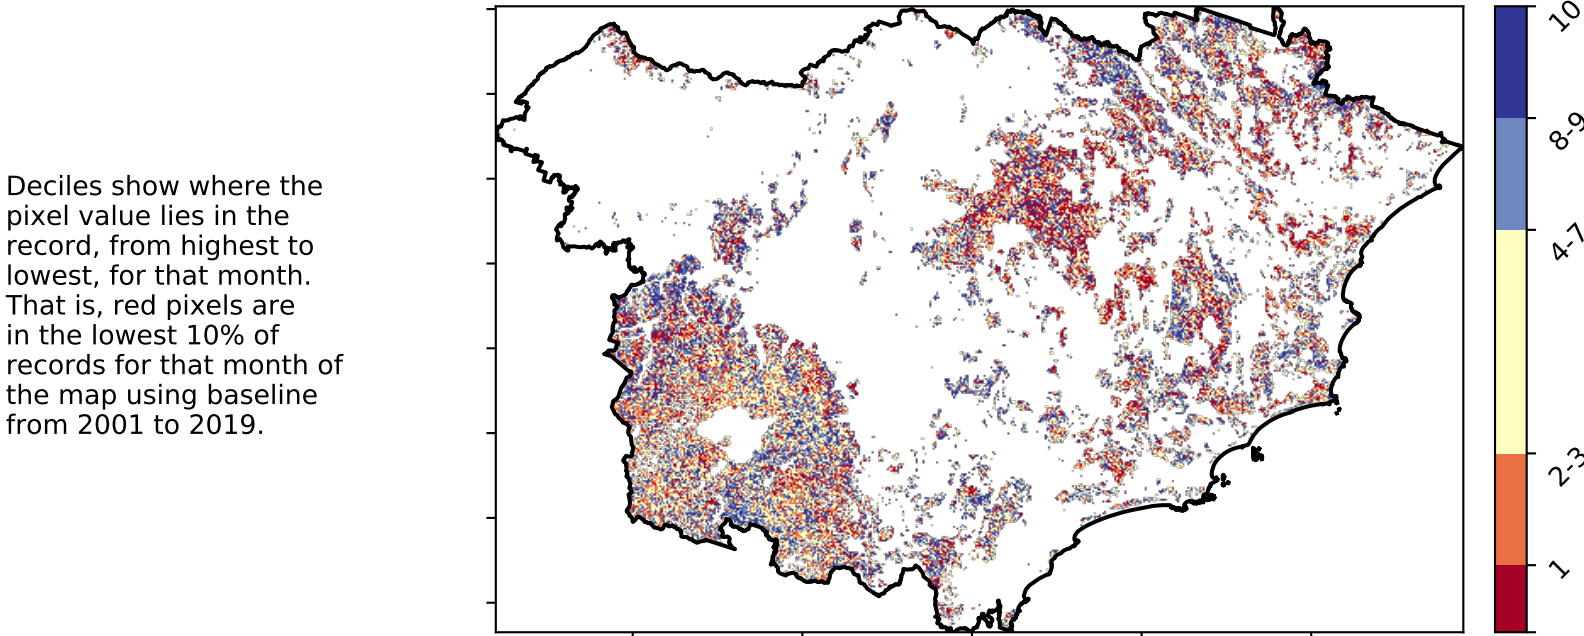 Deciles show where the
pixel value lies in the
record, from highest to
lowest, for that month.
That is, red pixels are
in the lowest 10% of
records for that month of
the map using baseline
from 2001 to 2019.
10
8-9
4-7
2-3
1